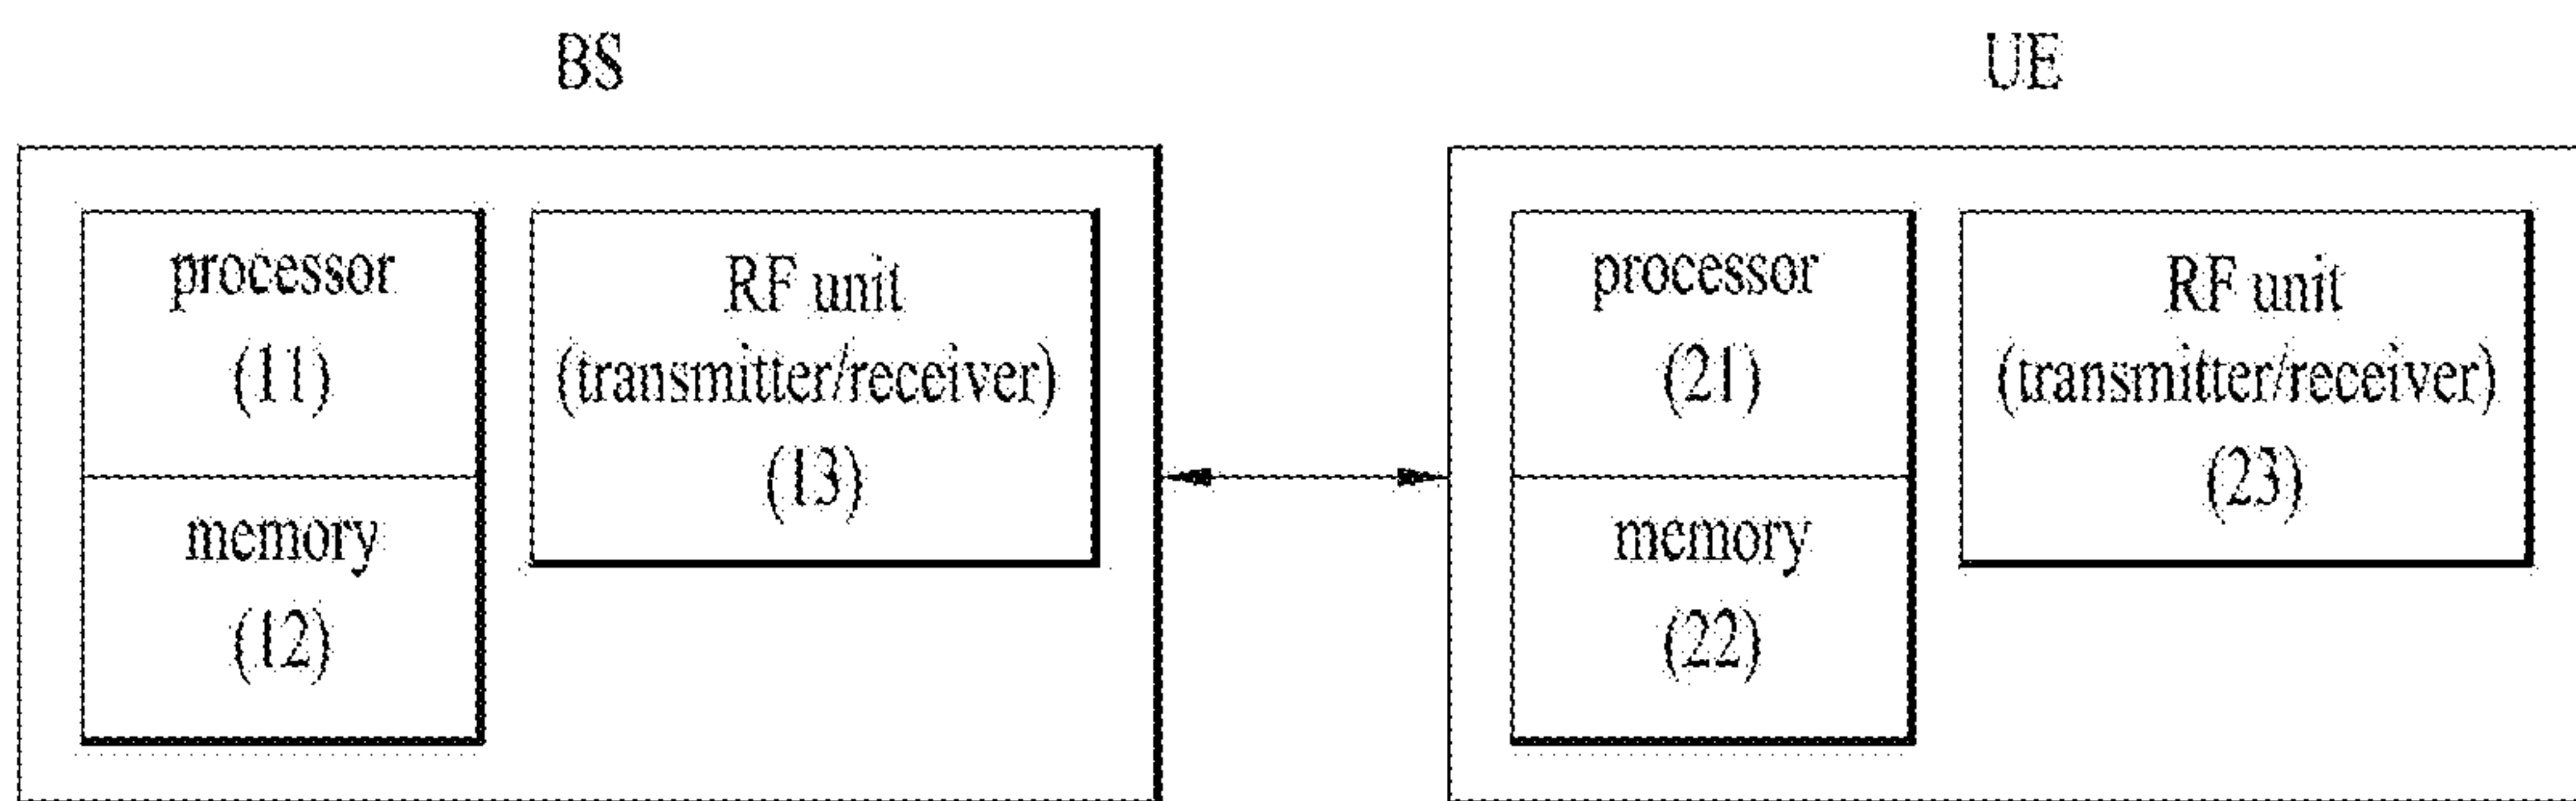 BS
processor
(11)
memory
(12)
RF unit
(transmitter/receiver)
(13)
UE
processor
(21)
memory
(22)
RF unit
(transmitter/receiver)
(23)